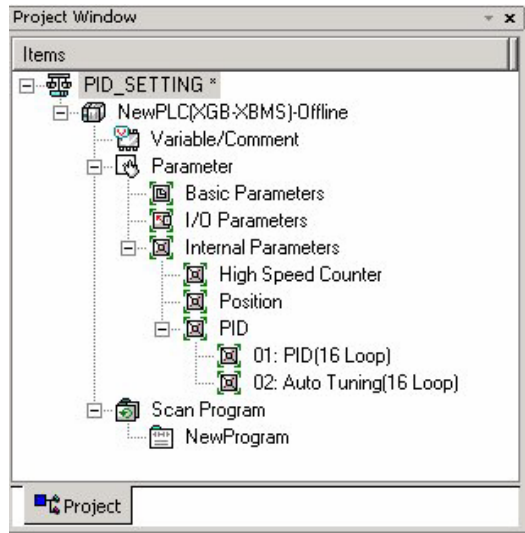 Project Window
Items
PID_SETTING *
NewPLC(XGB-XBMS)-Offline
Variable/Comment
Parameter
Basic Parameters
I/O Parameters
Internal Parameters
High Speed Counter
Position
PID
01: PID(16 Loop)
02: Auto Tuning(16 Loop)
Scan Program
NewProgram
Project